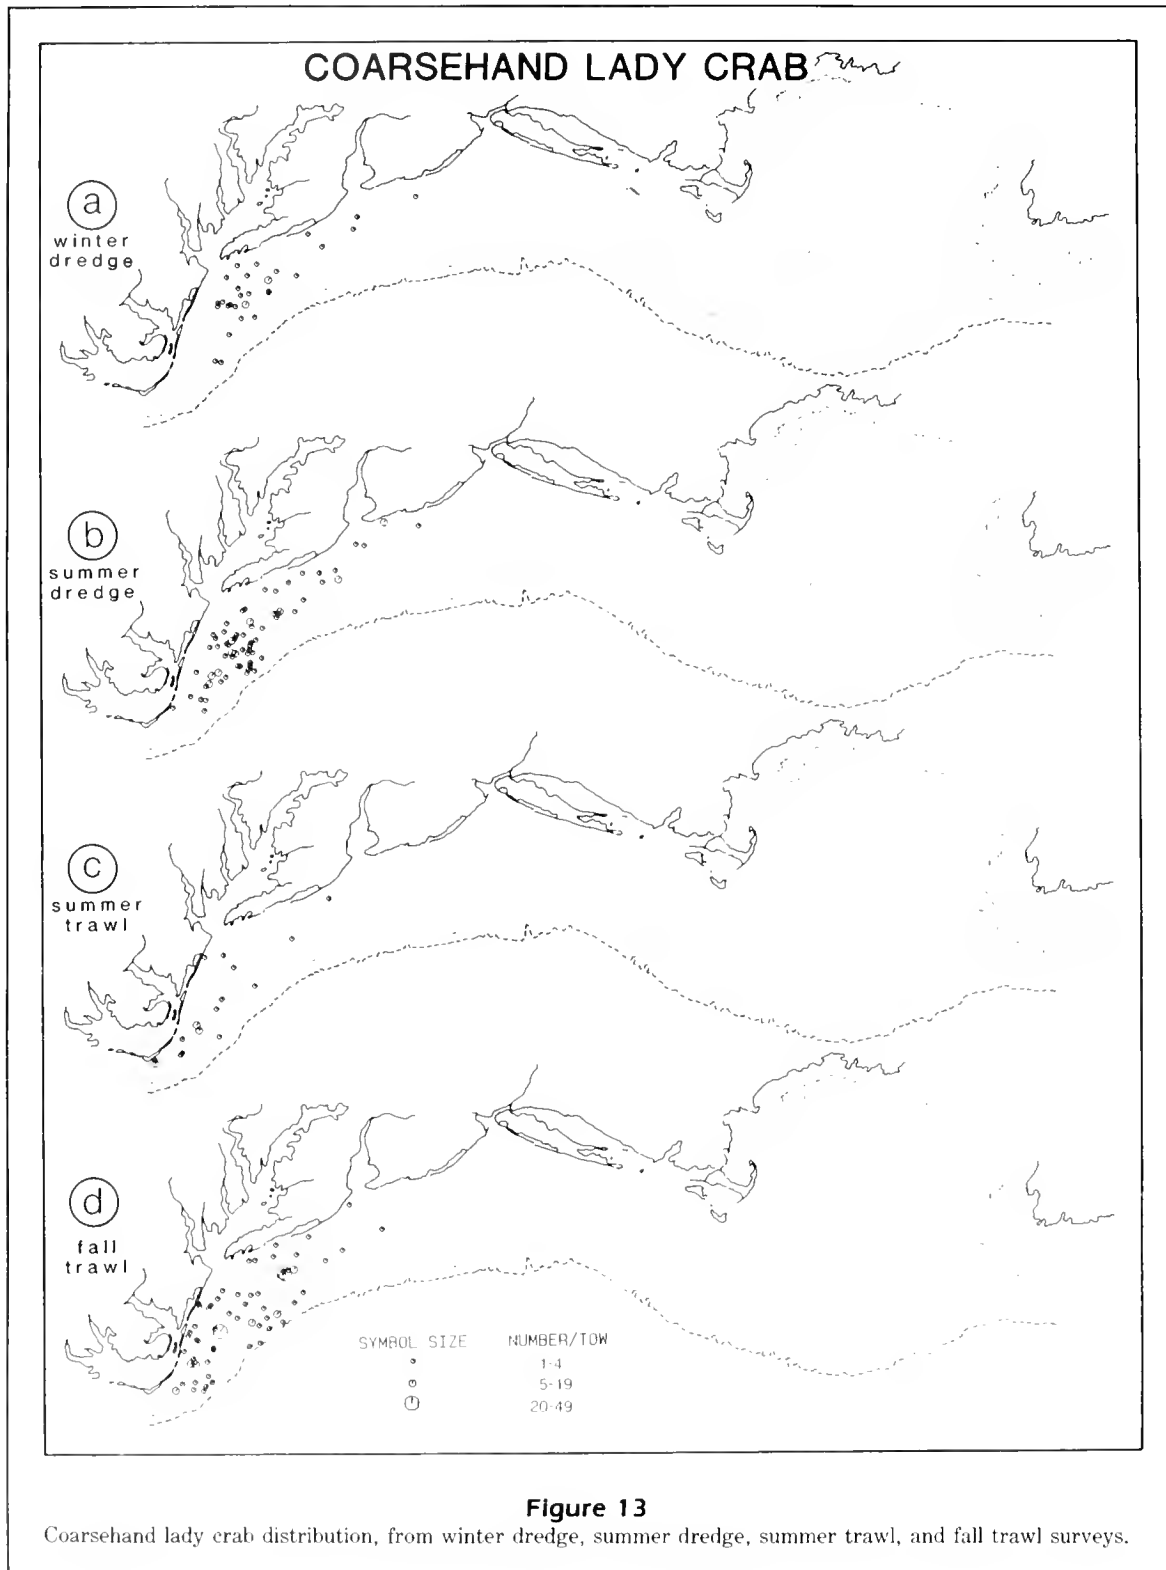 COARSEHAND LADY CRAB
a
winter
dredge
b
summer
dredge
c
summer
trawl
d
fall
trawl
SYMBOL SIZE NUMBER/TOW
1-4
5-19
20-49
Figure 13
Coarsehand lady crab distribution, from winter dredge, summer dredge, summer trawl, and fall trawl surveys.